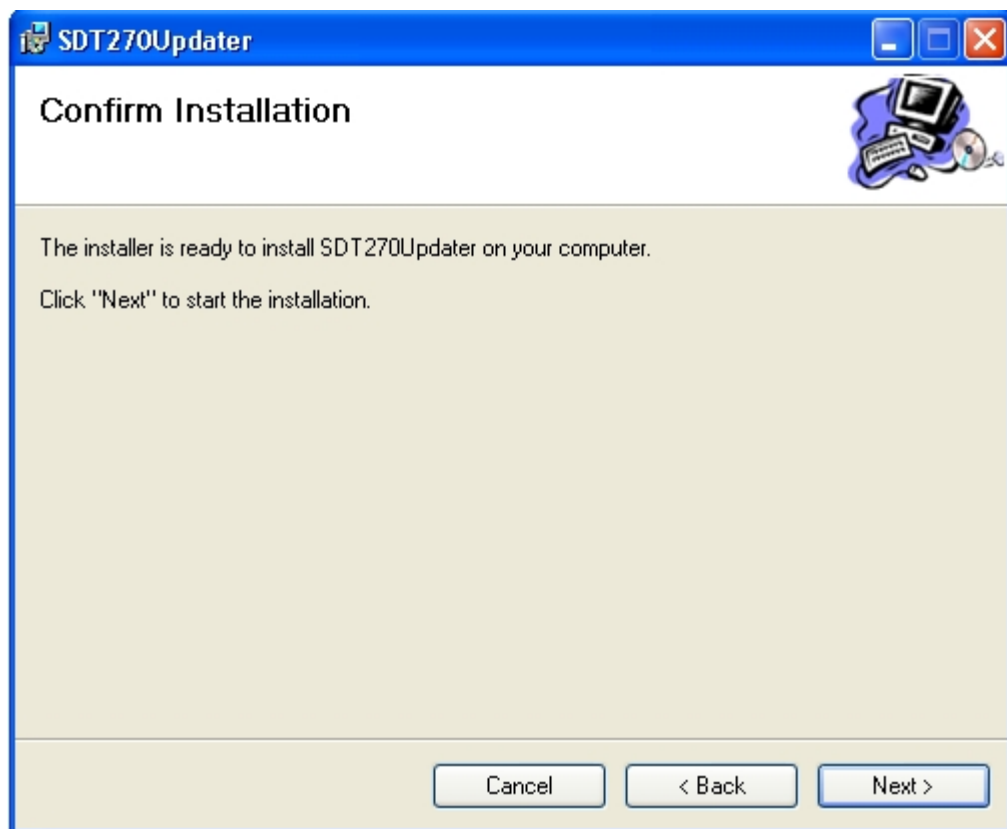 SDT270Updater
Confirm Installation
The installer is ready to install SDT270Updater on your computer.
Click "Next" to start the installation.
Cancel
< Back
Next >